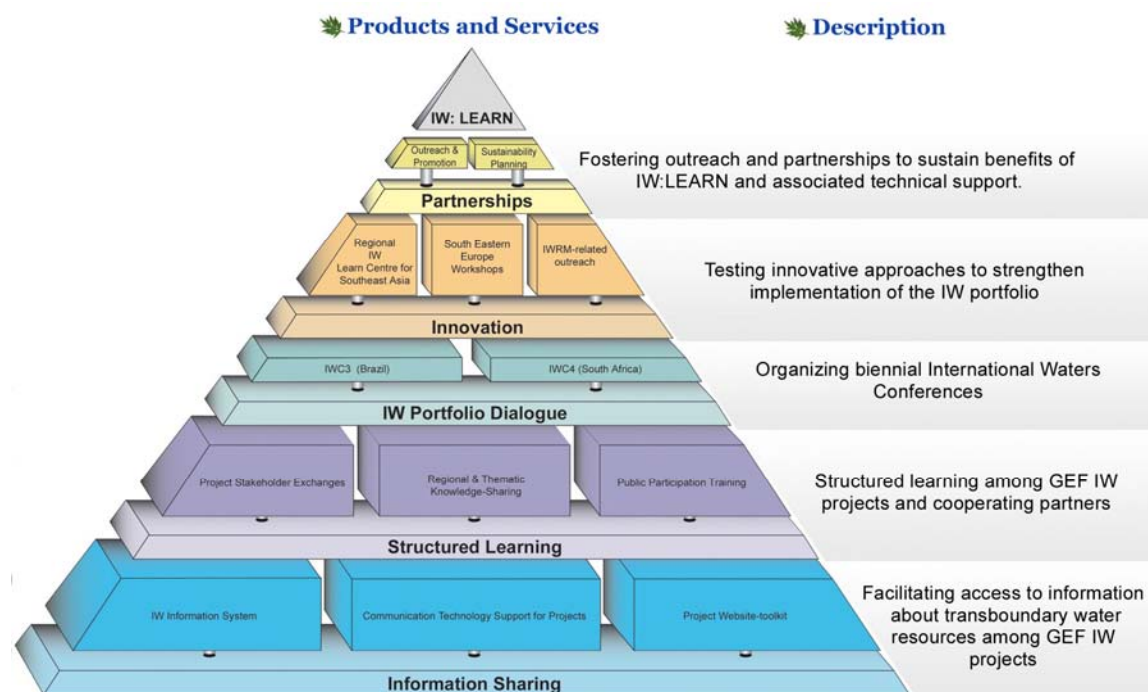 Products and Services
Description
IW: LEARN
Outreach &
Promotion
Sustainability
Planning
Partnerships
Fostering outreach and partnerships to sustain benefits of
IW:LEARN and associated technical support.
Regional
IW
Learn Centre for
Southeast Asia
South Eastern
Europe
Workshops
IWRM-related
outreach
Innovation
Testing innovative approaches to strengthen
implementation of the IW portfolio
IWC3 (Brazil)
IWC4 (South Africa)
IW Portfolio Dialogue
Organizing biennial International Waters
Conferences
Project Stakeholder Exchanges
Regional & Thematic
Knowledge-Sharing
Public Participation Training
Structured Learning
Structured learning among GEF IW
projects and cooperating partners
IW Information System
Communication Technology Support for Projects
Project Website-toolkit
Information Sharing
Facilitating access to information
about transboundary water
resources among GEF IW
projects